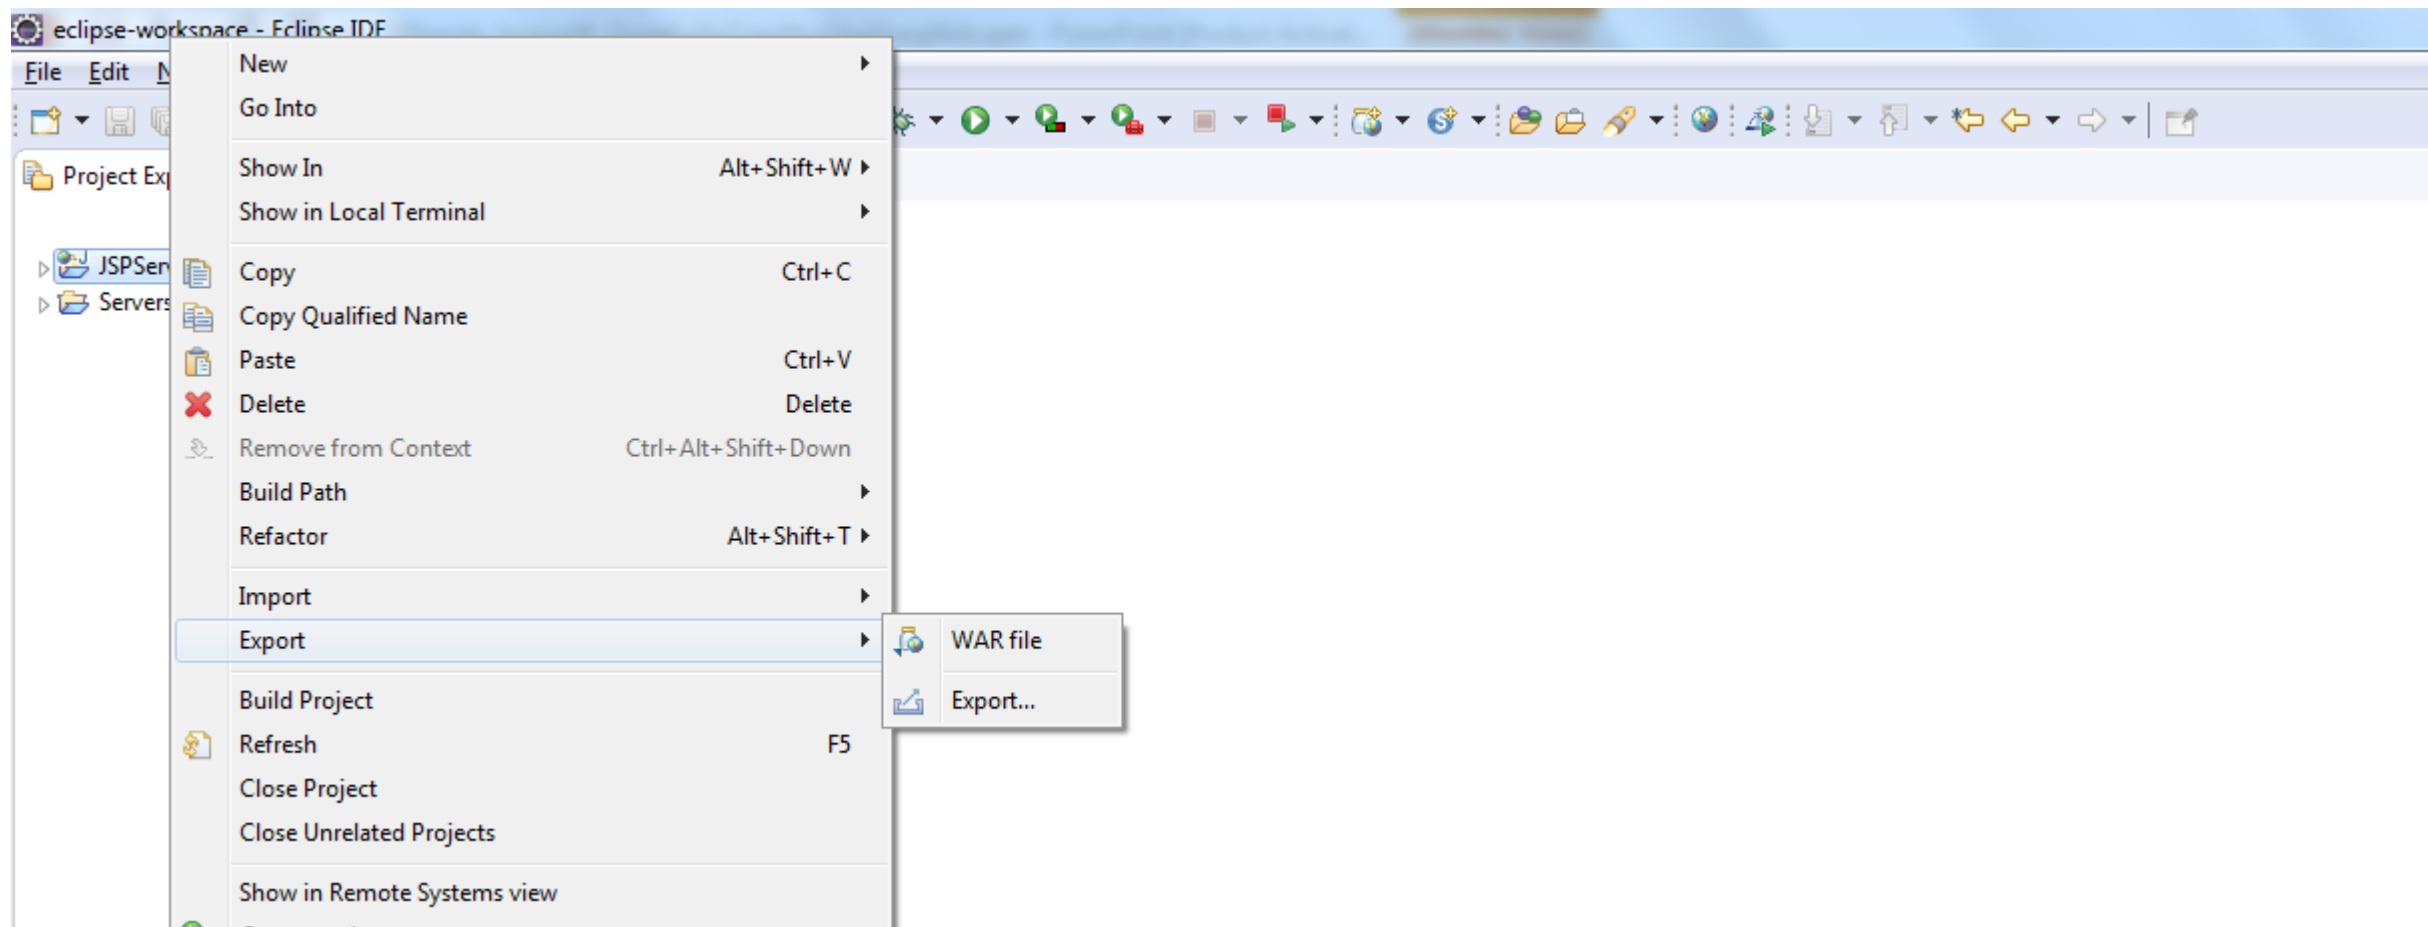 eclipse-workspace - Eclipse IDE
File Edit N
Project Exp
JSPServ
Servers
New
Go Into
Show In Alt+Shift+W
Show in Local Terminal
Copy Ctrl+C
Copy Qualified Name
Paste Ctrl+V
Delete Delete
Remove from Context Ctrl+Alt+Shift+Down
Build Path
Refactor Alt+Shift+T
Import
Export
WAR file
Export...
Build Project
Refresh F5
Close Project
Close Unrelated Projects
Show in Remote Systems view